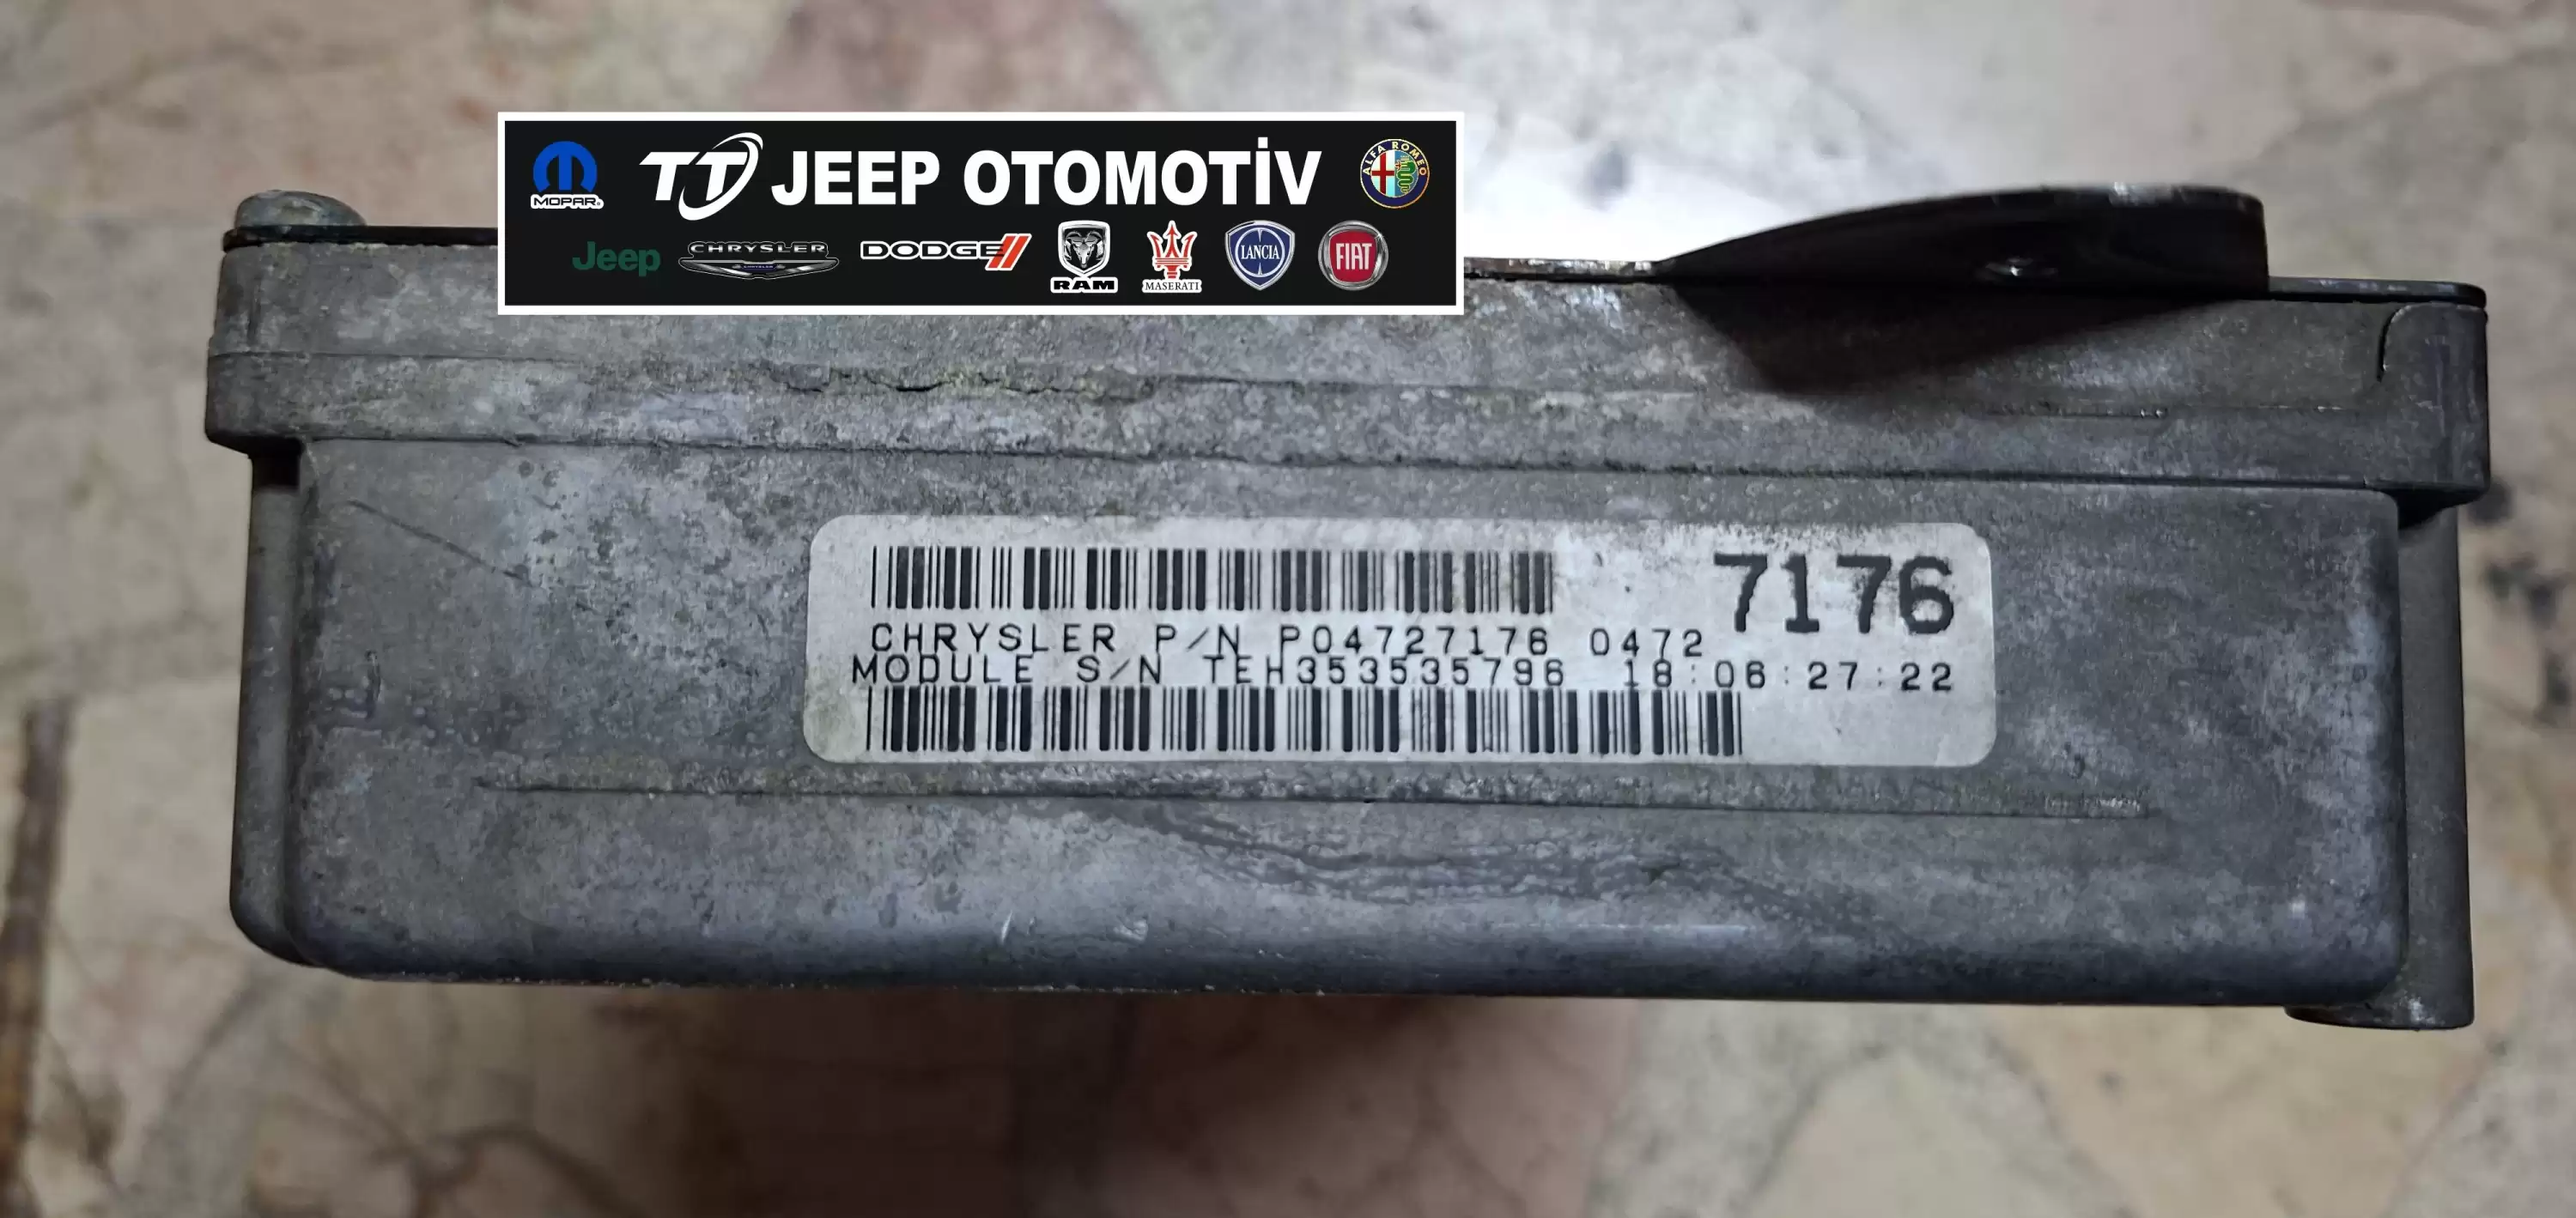 MOPAR
TT JEEP OTOMOTİV
ALFA ROMEO
Jeep
CHRYSLER
CHRYSLER
DODGE
RAM
MASERATI
LANCIA
FIAT
7176
CHRYSLER P/N P04727176 0472
MODULE S/N TEH353535796 18:06:27:22